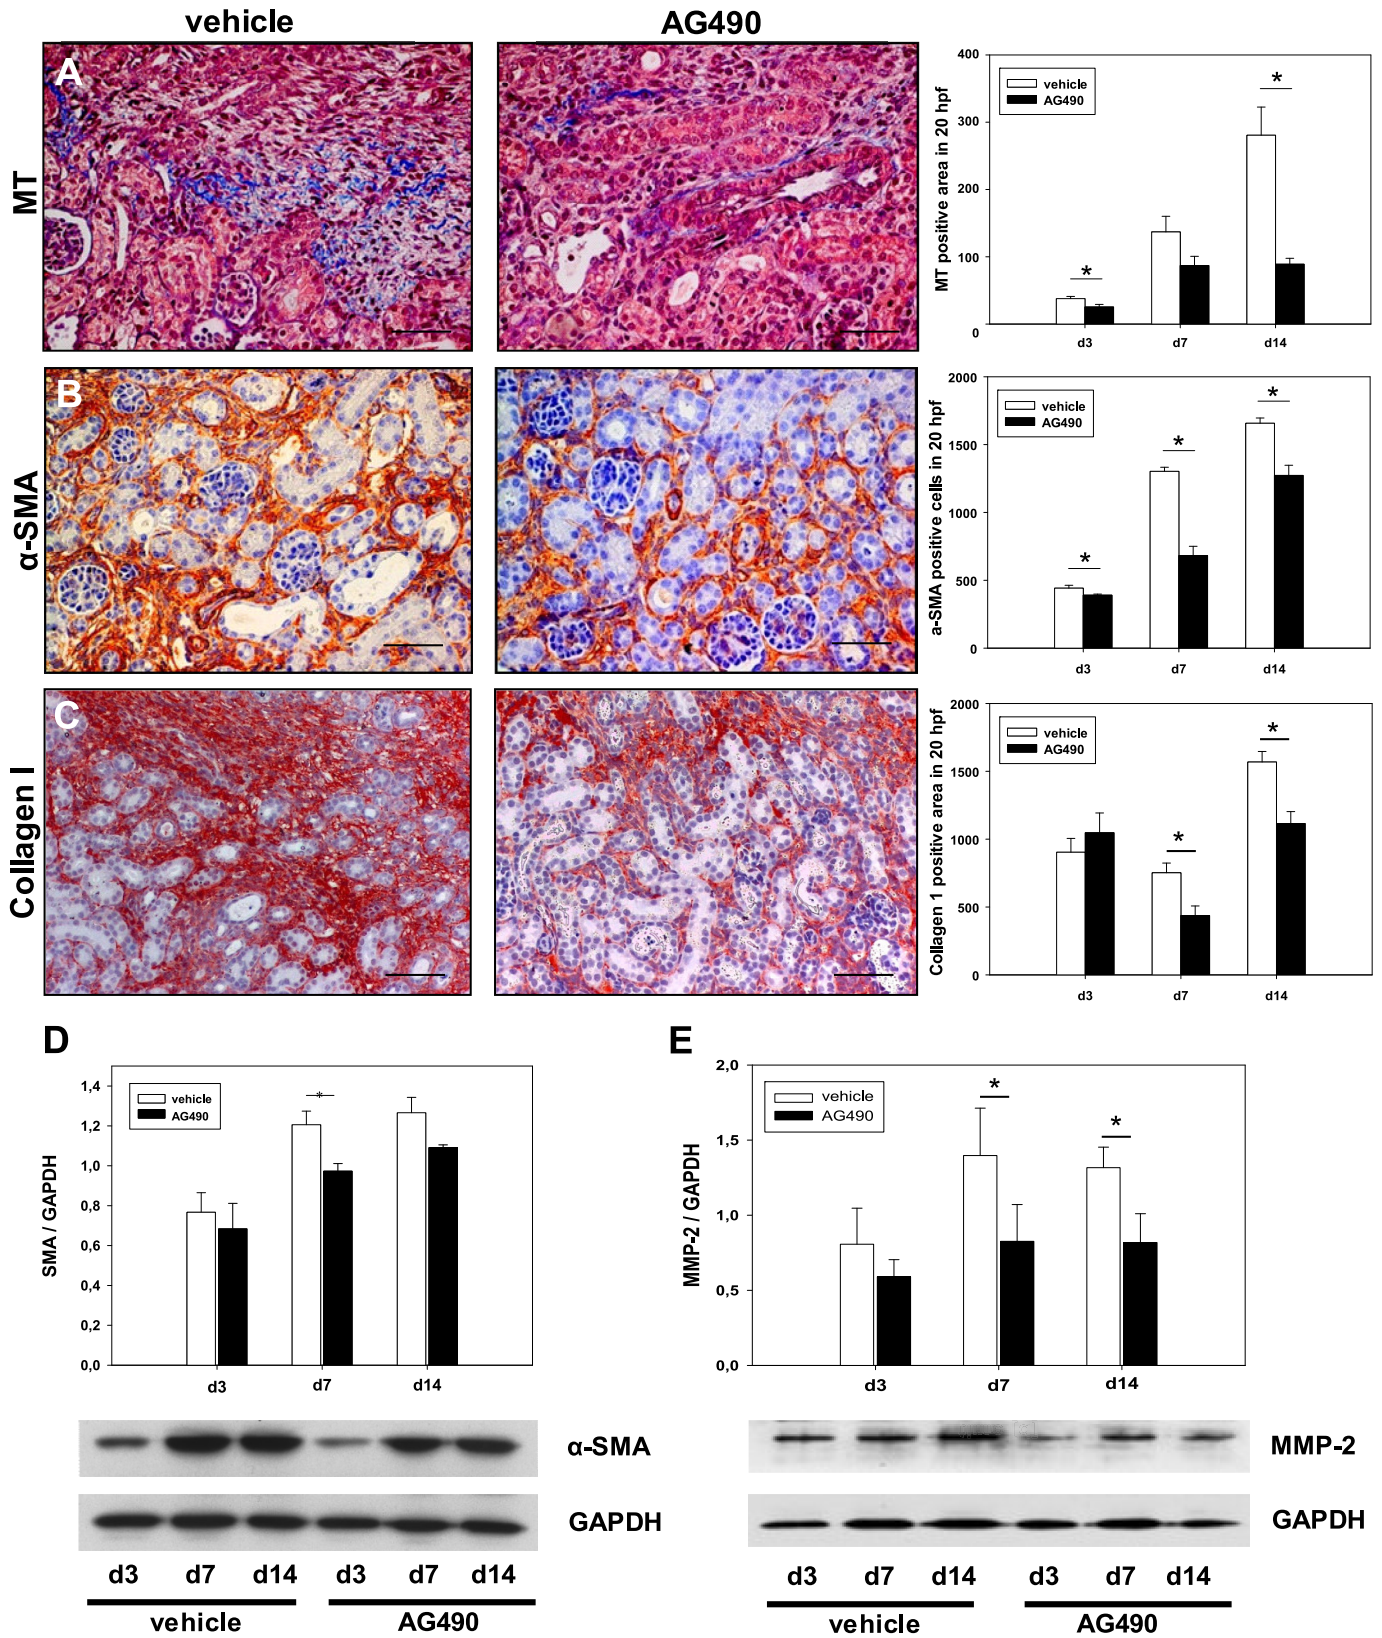 vehicle
AG490
A
MT
MT positive area in 20 hpf
400
300
200
100
0
vehicle
AG490
*
*
d3
d7
d14
B
α-SMA
a-SMA positive cells in 20 hpf
2000
1500
1000
500
0
vehicle
AG490
*
*
*
d3
d7
d14
C
Collagen I
Collagen 1 positive area in 20 hpf
2000
1500
1000
500
0
vehicle
AG490
*
*
d3
d7
d14
D
SMA / GAPDH
1,4
1,2
1,0
0,8
0,6
0,4
0,2
0,0
vehicle
AG490
*
d3
d7
d14
α-SMA
GAPDH
d3 d7 d14 d3 d7 d14
vehicle AG490
E
MMP-2 / GAPDH
2,0
1,5
1,0
0,5
0,0
vehicle
AG490
*
*
d3
d7
d14
MMP-2
GAPDH
d3 d7 d14 d3 d7 d14
vehicle AG490